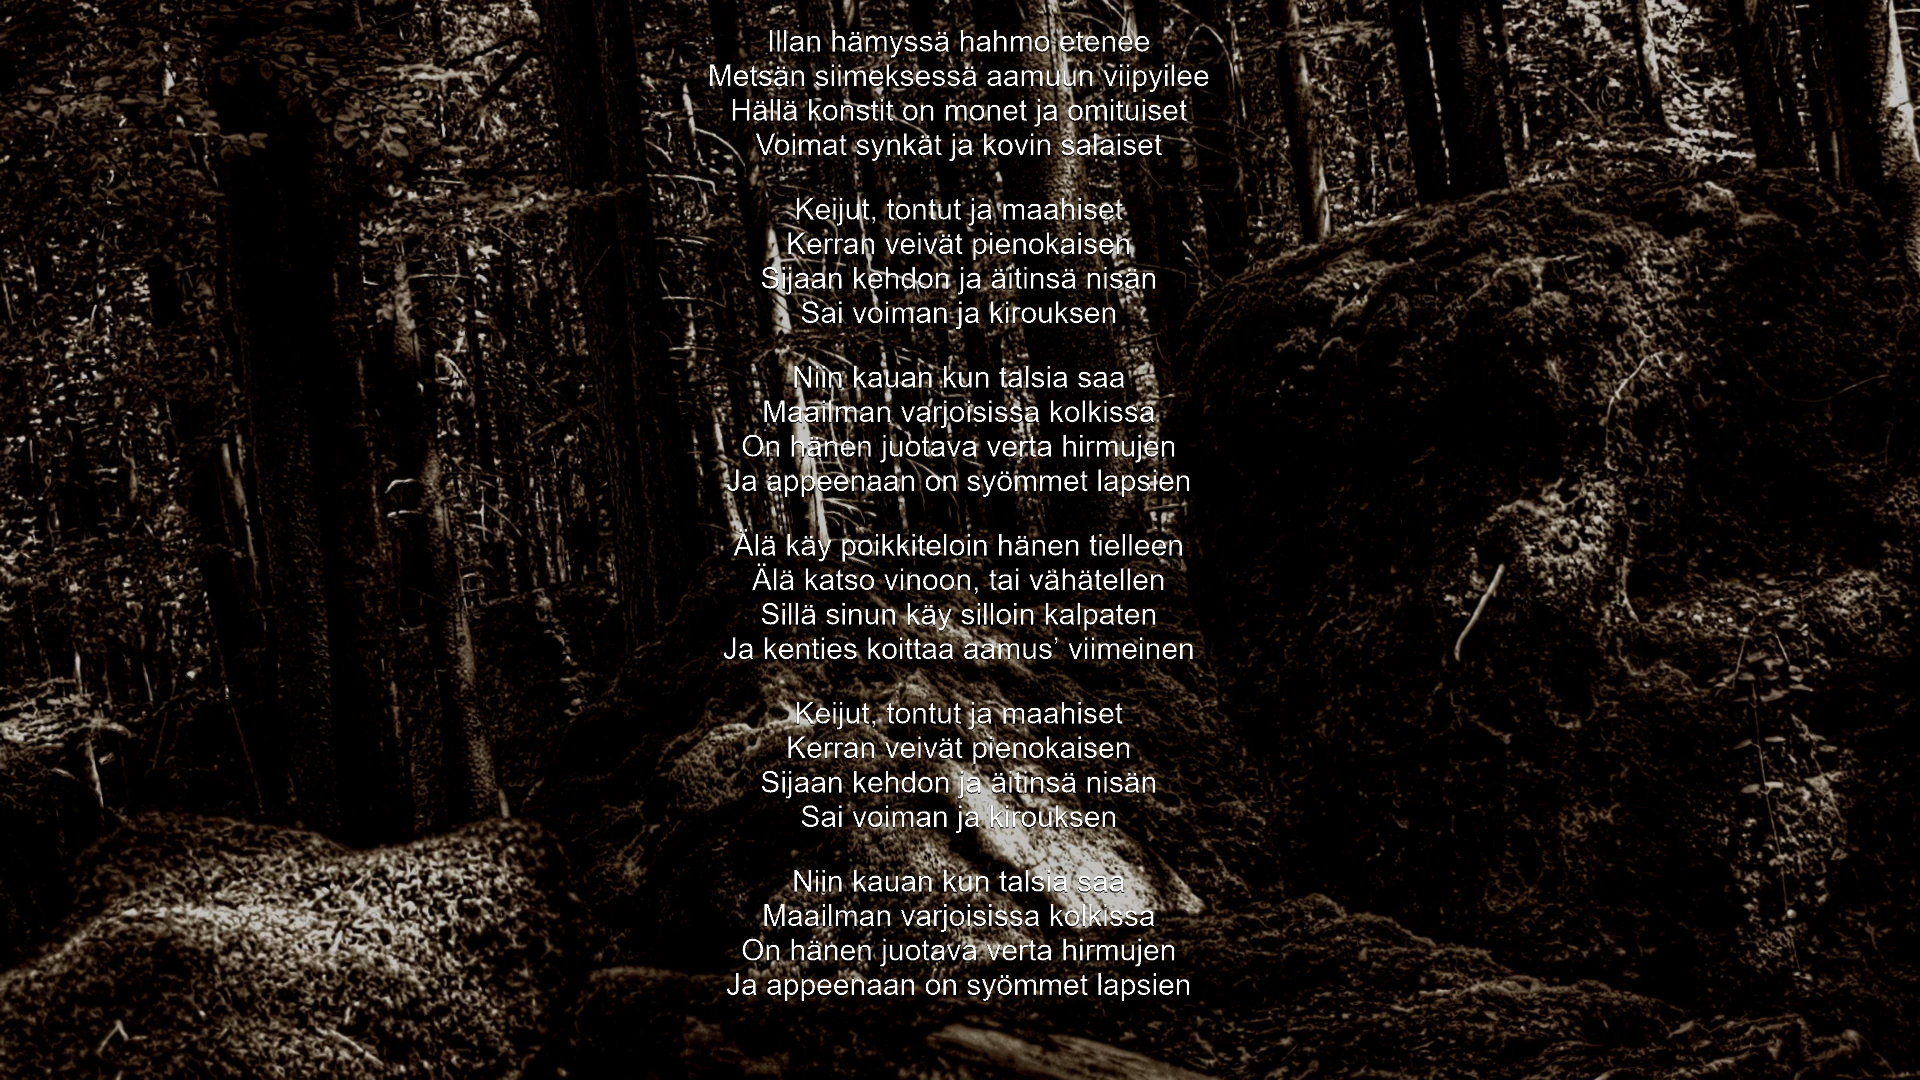 Illan hämyssä hahmo etenee
Metsän siimeksessä aamuun viipyilee
Hällä konstit on monet ja omituiset
Voimat synkät ja kovin salaiset
Keijut, tontut ja maahiset
Kerran veivät pienokaisen
Sijaan kehdon ja äitinsä nisän
Sai voiman ja kirouksen
Niin kauan kun talsia saa
Maailman varjoisissa kolkissa
On hänen juotava verta hirmujen
Ja appeenaan on syömmet lapsien
Älä käy poikkiteloin hänen tielleen
Älä katso vinoon, tai vähätellen
Sillä sinun käy silloin kalpaten
Ja kenties koittaa aamus’ viimeinen
Keijut, tontut ja maahiset
Kerran veivät pienokaisen
Sijaan kehdon ja äitinsä nisän
Sai voiman ja kirouksen
Niin kauan kun talsia saa
Maailman varjoisissa kolkissa
On hänen juotava verta hirmujen
Ja appeenaan on syömmet lapsien